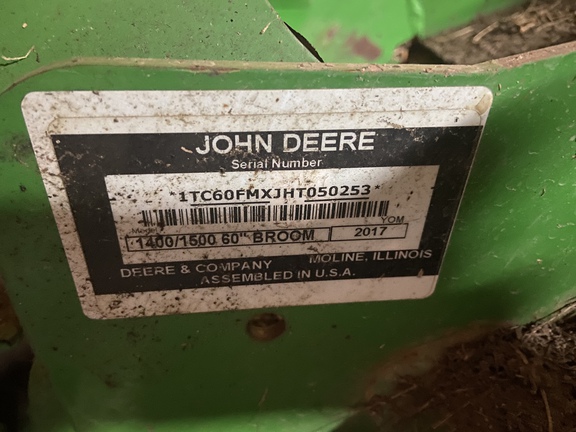 JOHN DEERE
Serial Number
*1TC60FMXJHT050253*
Model YOM
1400/1500 60" BROOM 2017
DEERE & COMPANY MOLINE, ILLINOIS
ASSEMBLED IN U.S.A.